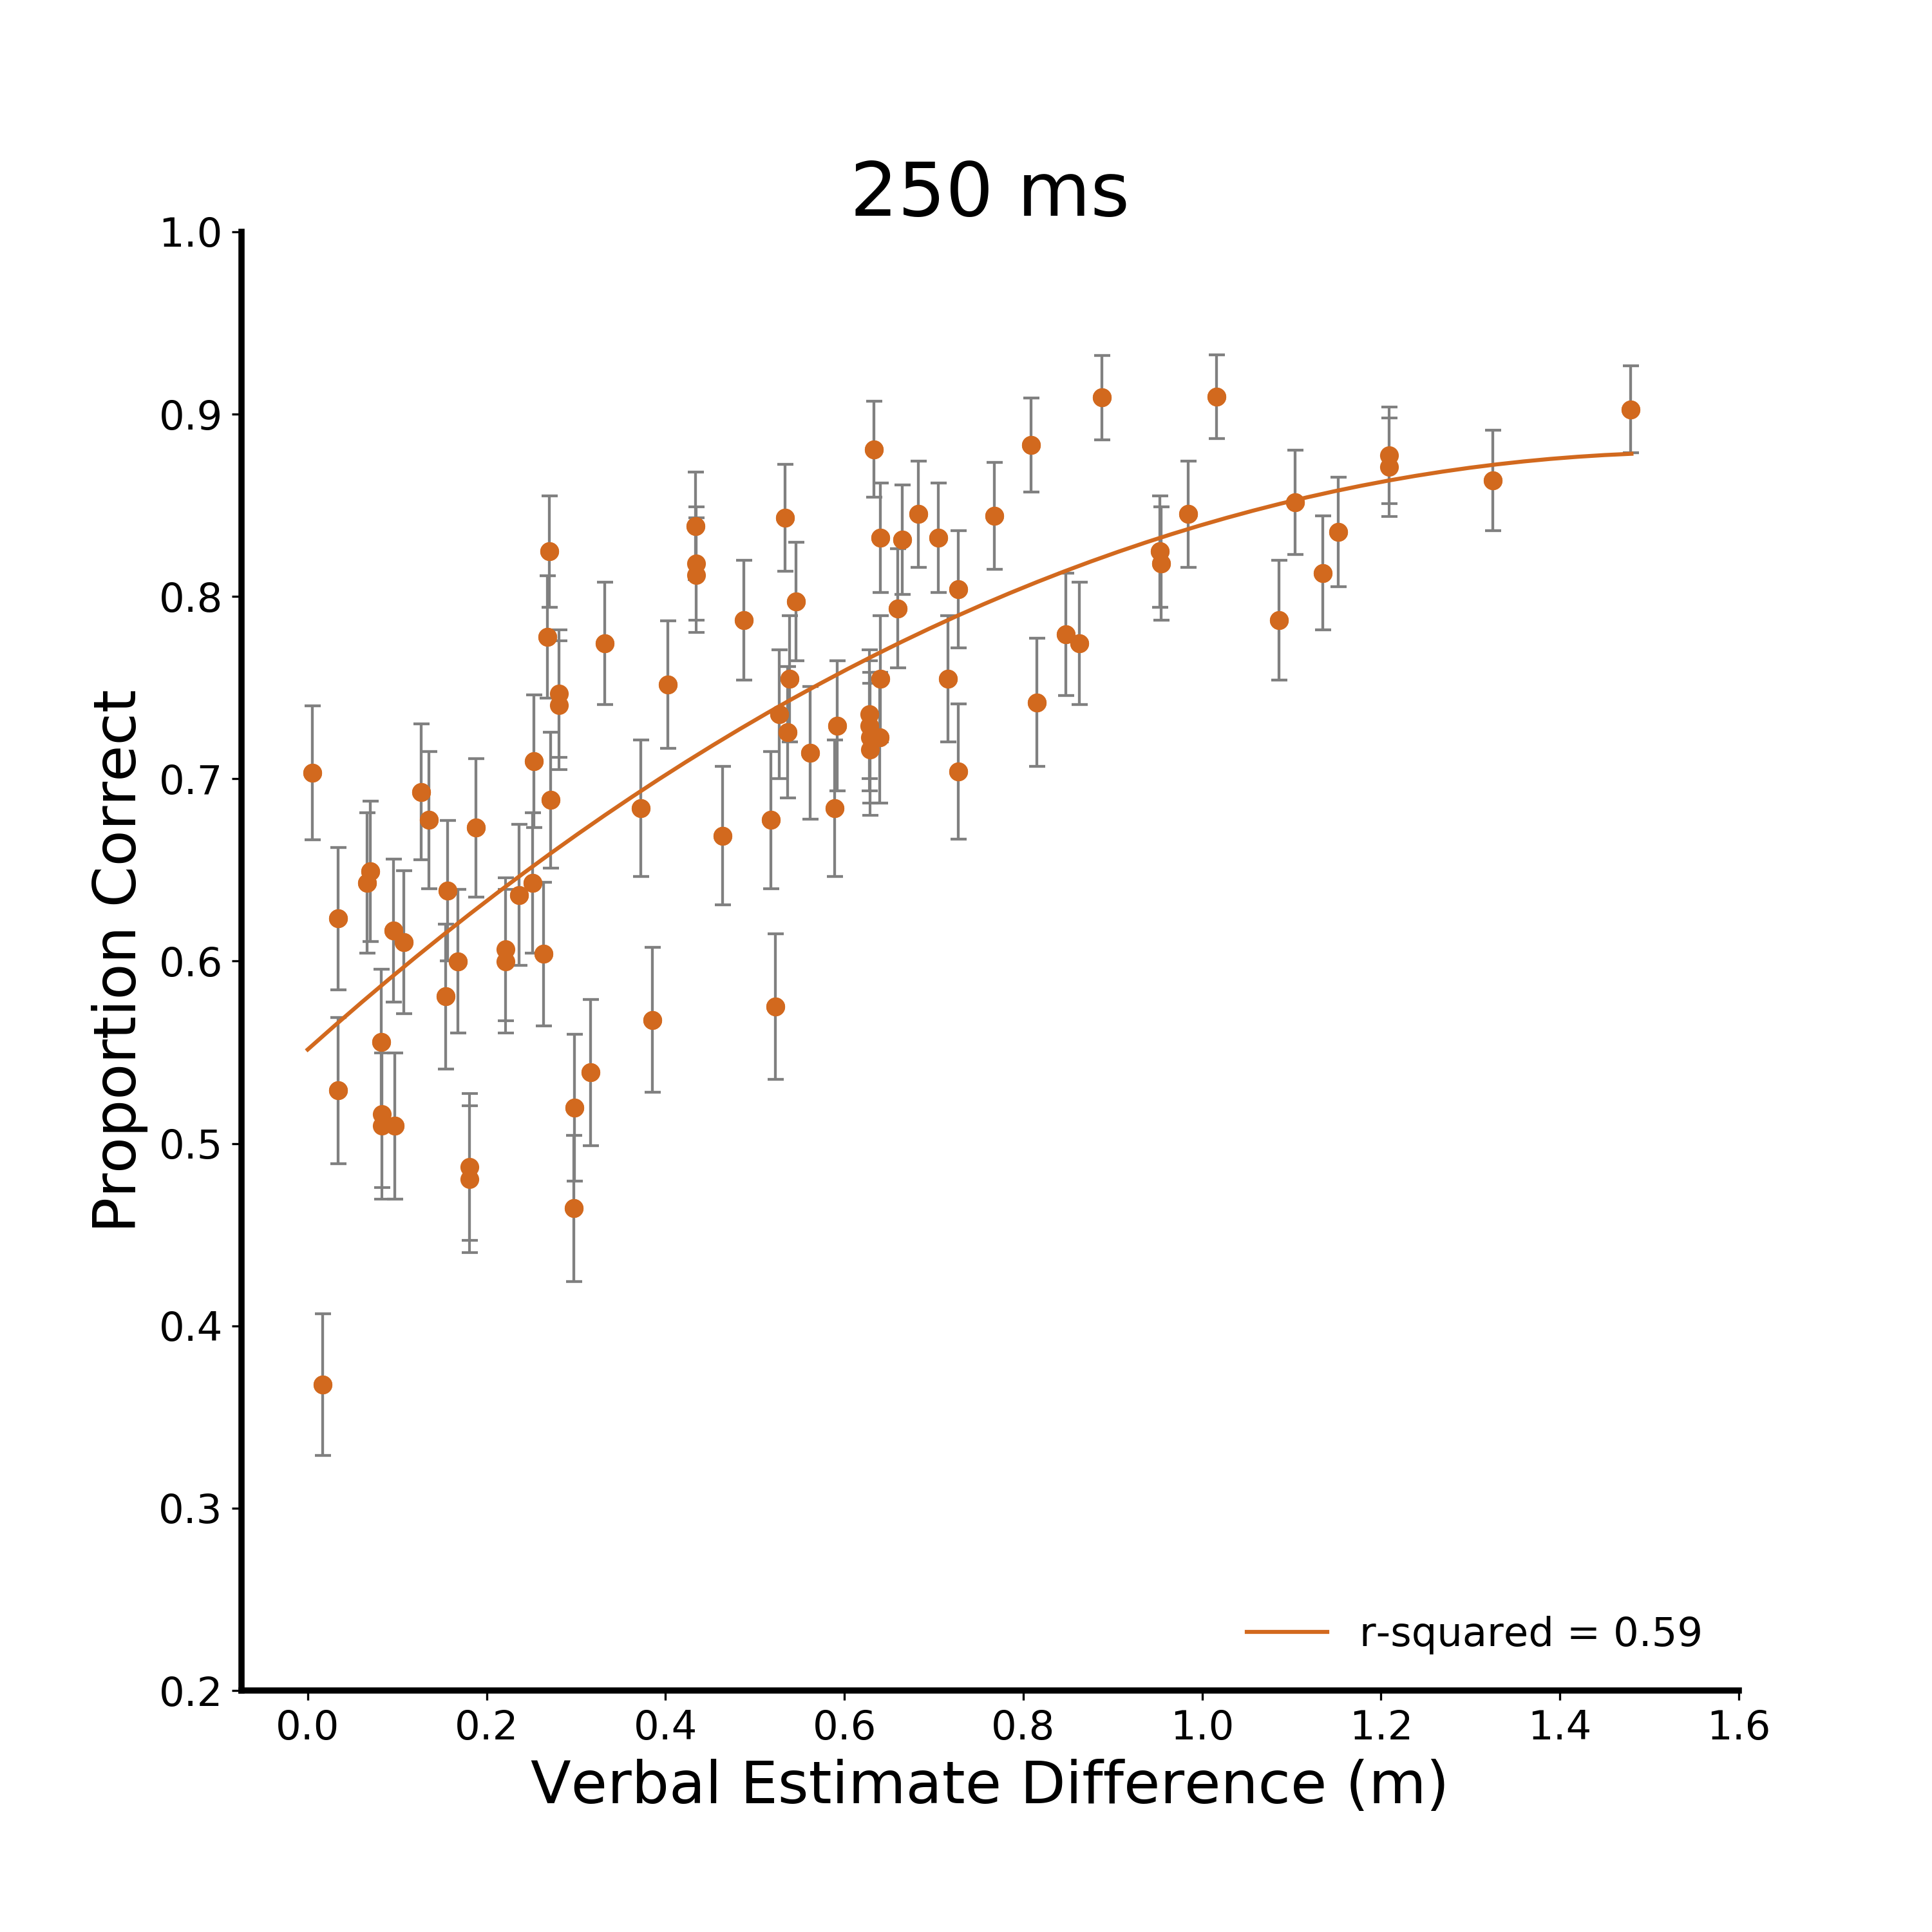 250 ms
1.0
0.9
0.8
0.7
0.6
0.5
0.4
0.3
0.2
Proportion Correct
r-squared = 0.59
0.0 0.2 0.4 0.6 0.8 1.0 1.2 1.4 1.6
Verbal Estimate Difference (m)